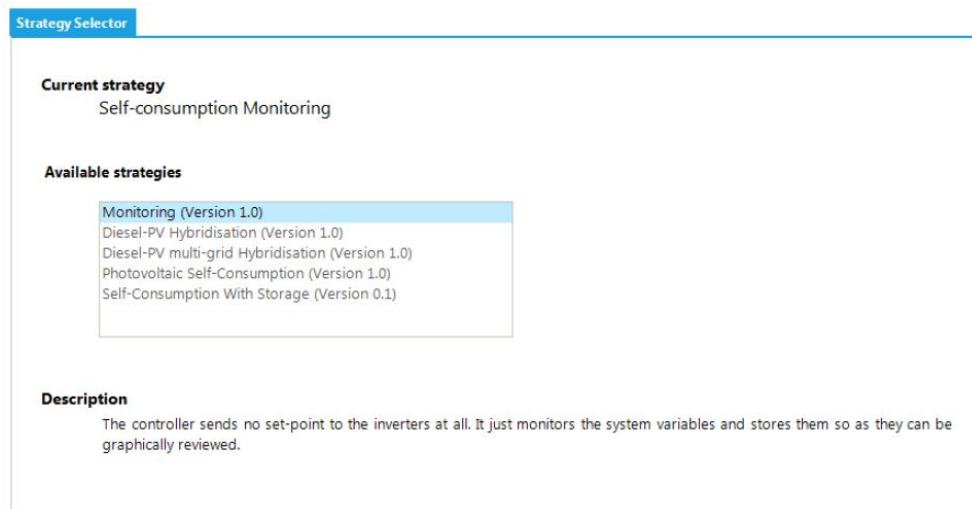 Strategy Selector
Current strategy
Self-consumption Monitoring
Available strategies
Monitoring (Version 1.0)
Diesel-PV Hybridisation (Version 1.0)
Diesel-PV multi-grid Hybridisation (Version 1.0)
Photovoltaic Self-Consumption (Version 1.0)
Self-Consumption With Storage (Version 0.1)
Description
The controller sends no set-point to the inverters at all. It just monitors the system variables and stores them so as they can be
graphically reviewed.